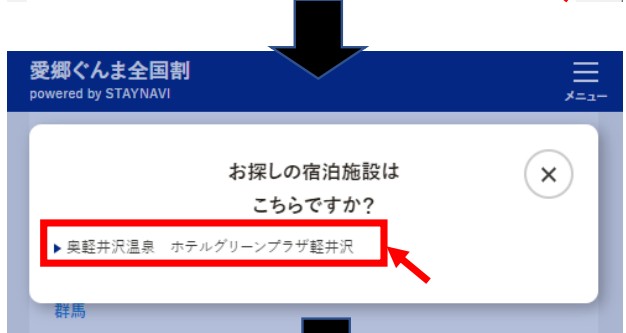 愛郷ぐんま全国割
powered by STAYNAVI
メニュー
お探しの宿泊施設は
こちらですか?
奥軽井沢温泉　ホテルグリーンプラザ軽井沢
群馬